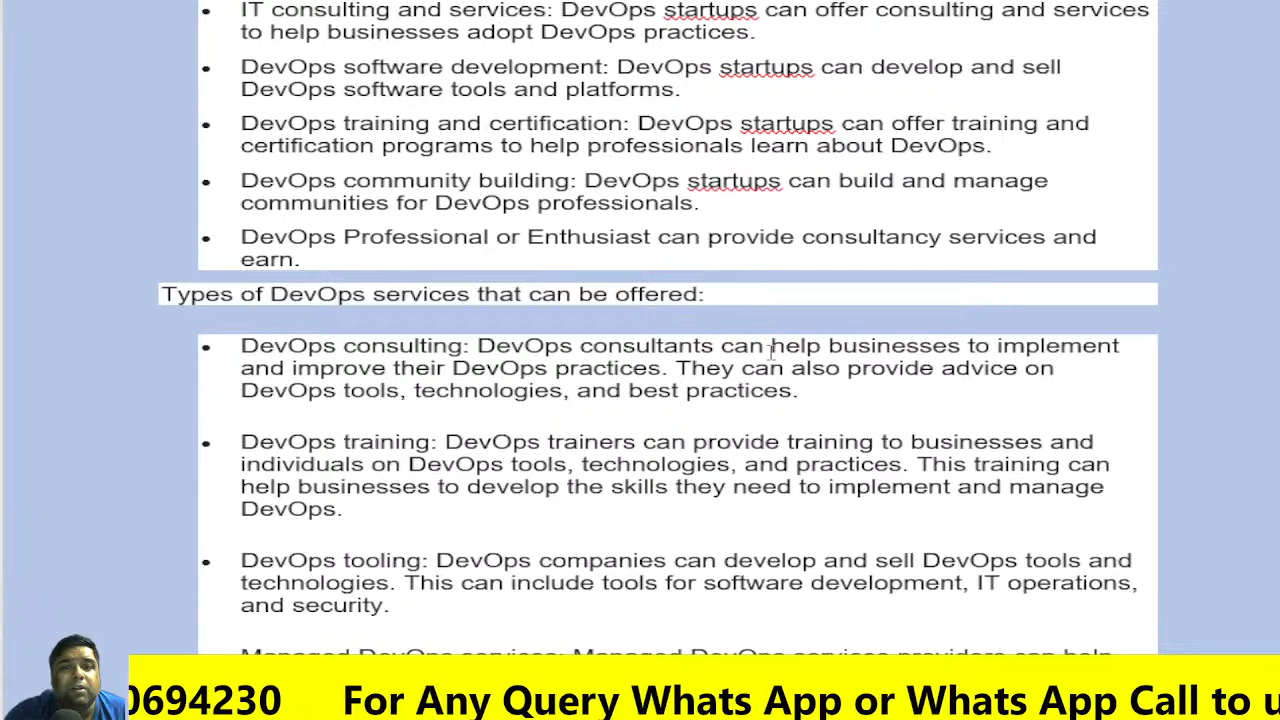 IT consulting and services: DevOps startups can offer consulting and services
to help businesses adopt DevOps practices.
DevOps software development: DevOps startups can develop and sell
DevOps software tools and platforms.
DevOps training and certification: DevOps startups can offer training and
certification programs to help professionals learn about DevOps.
DevOps community building: DevOps startups can build and manage
communities for DevOps professionals.
DevOps Professional or Enthusiast can provide consultancy services and
earn.
Types of DevOps services that can be offered:
DevOps consulting: DevOps consultants can help businesses to implement
and improve their DevOps practices. They can also provide advice on
DevOps tools, technologies, and best practices.
DevOps training: DevOps trainers can provide training to businesses and
individuals on DevOps tools, technologies, and practices. This training can
help businesses to develop the skills they need to implement and manage
DevOps.
DevOps tooling: DevOps companies can develop and sell DevOps tools and
technologies. This can include tools for software development, IT operations,
and security.
Managed DevOps services: Managed DevOps services providers can help
0694230 For Any Query Whats App or Whats App Call to u